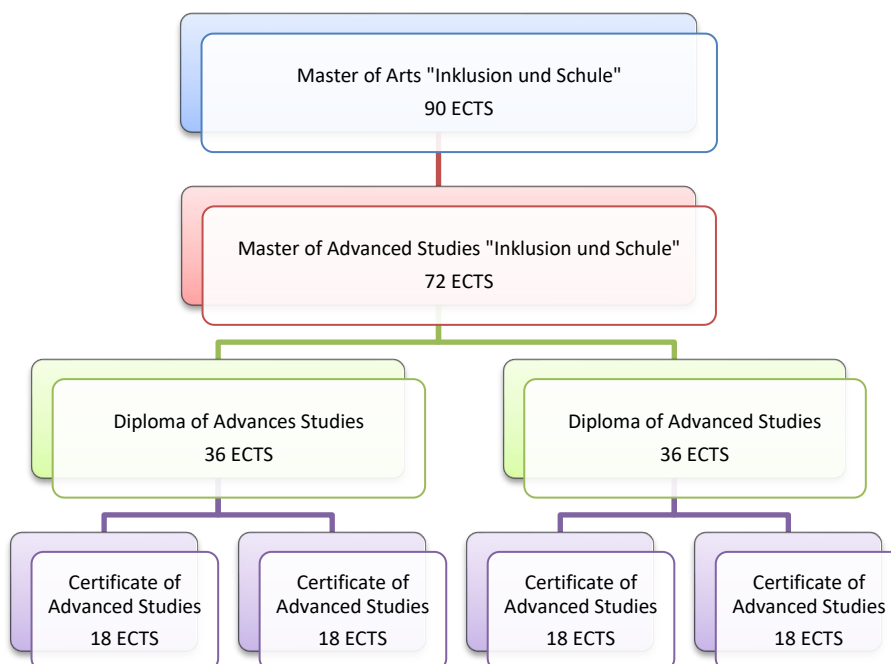 Master of Arts "Inklusion und Schule"
90 ECTS
Master of Advanced Studies "Inklusion und Schule"
72 ECTS
Diploma of Advances Studies
36 ECTS
Diploma of Advanced Studies
36 ECTS
Certificate of
Advanced Studies
18 ECTS
Certificate of
Advanced Studies
18 ECTS
Certificate of
Advanced Studies
18 ECTS
Certificate of
Advanced Studies
18 ECTS